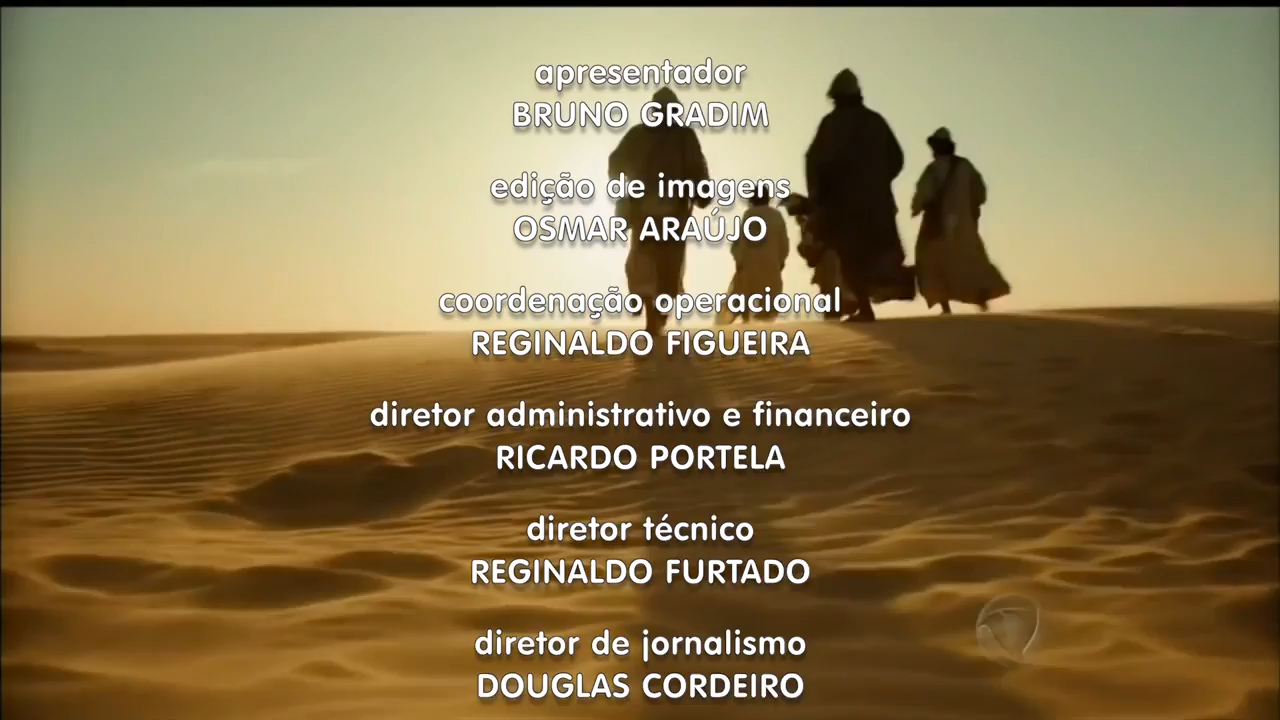 apresentador
BRUNO GRADIM
edição de imagens
OSMAR ARAÚJO
coordenação operacional
REGINALDO FIGUEIRA
diretor administrativo e financeiro
RICARDO PORTELA
diretor técnico
REGINALDO FURTADO
diretor de jornalismo
DOUGLAS CORDEIRO